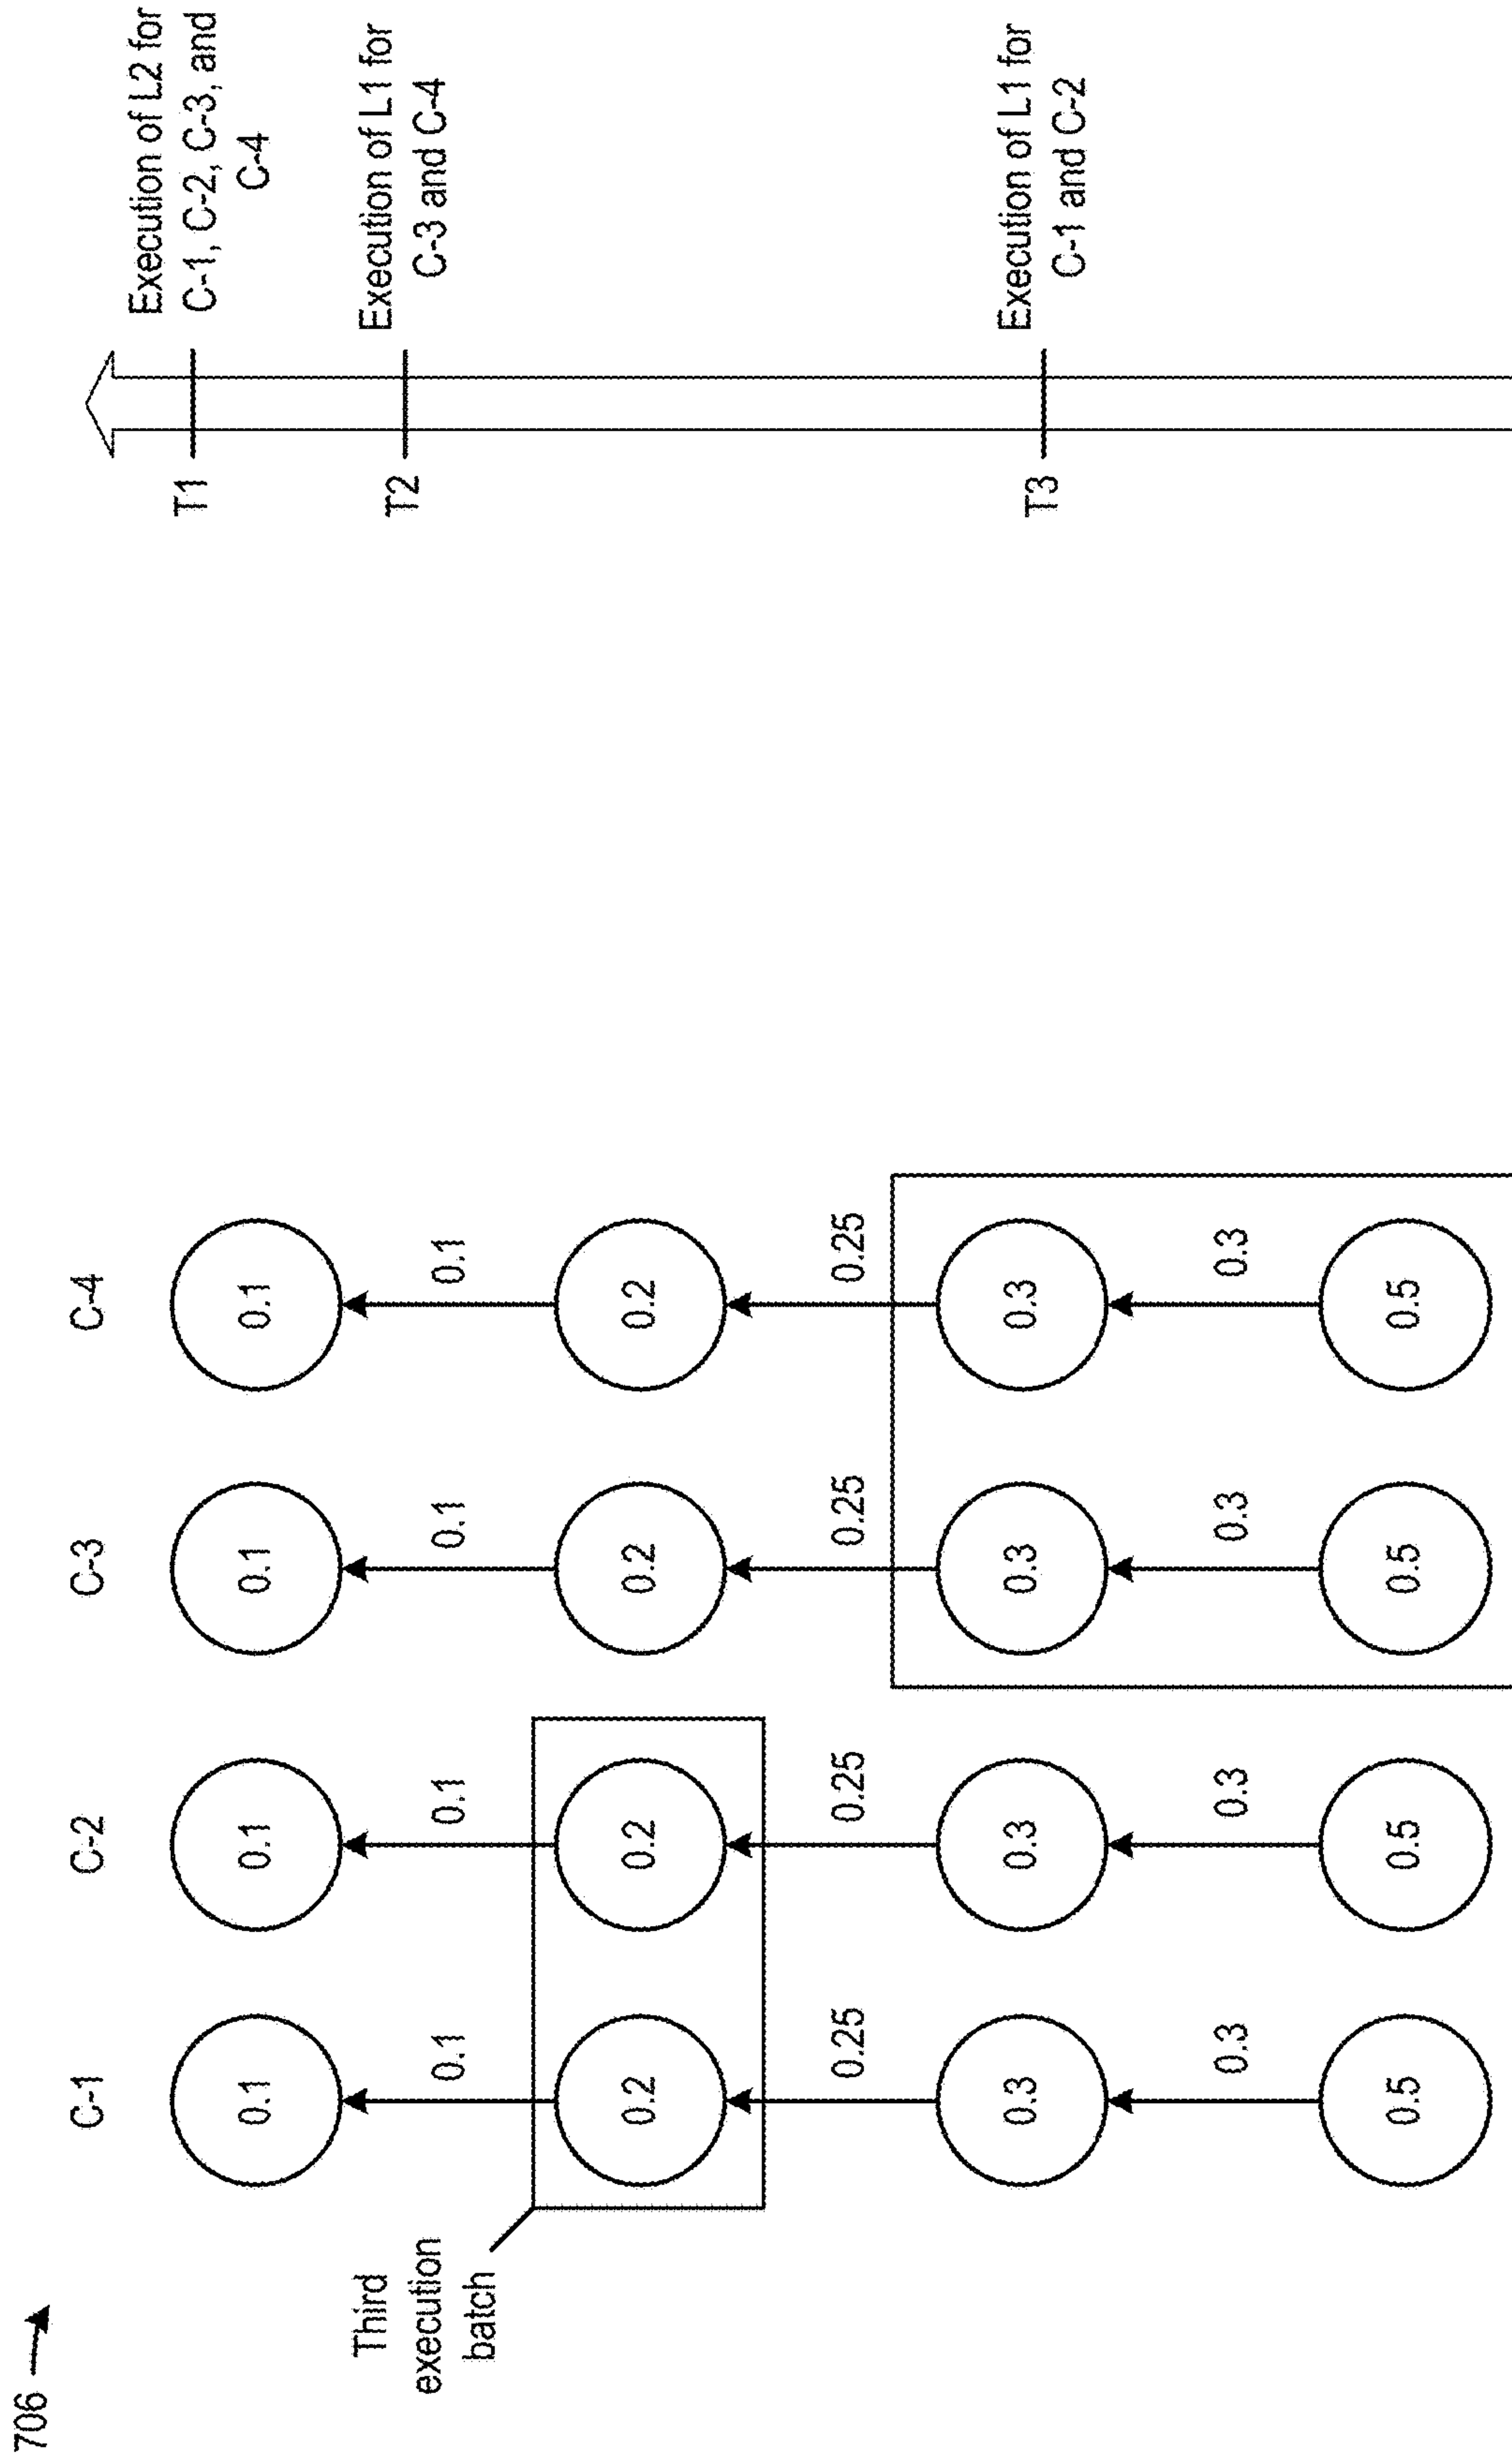 706
C-1 C-2 C-3 C-4
0.1 0.1 0.1 0.1
0.1 0.1 0.1 0.1
Third
execution
batch
0.2 0.2 0.2 0.2
0.25 0.25 0.25 0.25
0.3 0.3 0.3 0.3
0.3 0.3 0.3 0.3
0.5 0.5 0.5 0.5
T1
Execution of L2 for
C-1, C-2, C-3, and
C-4
T2
Execution of L1 for
C-3 and C-4
T3
Execution of L1 for
C-1 and C-2